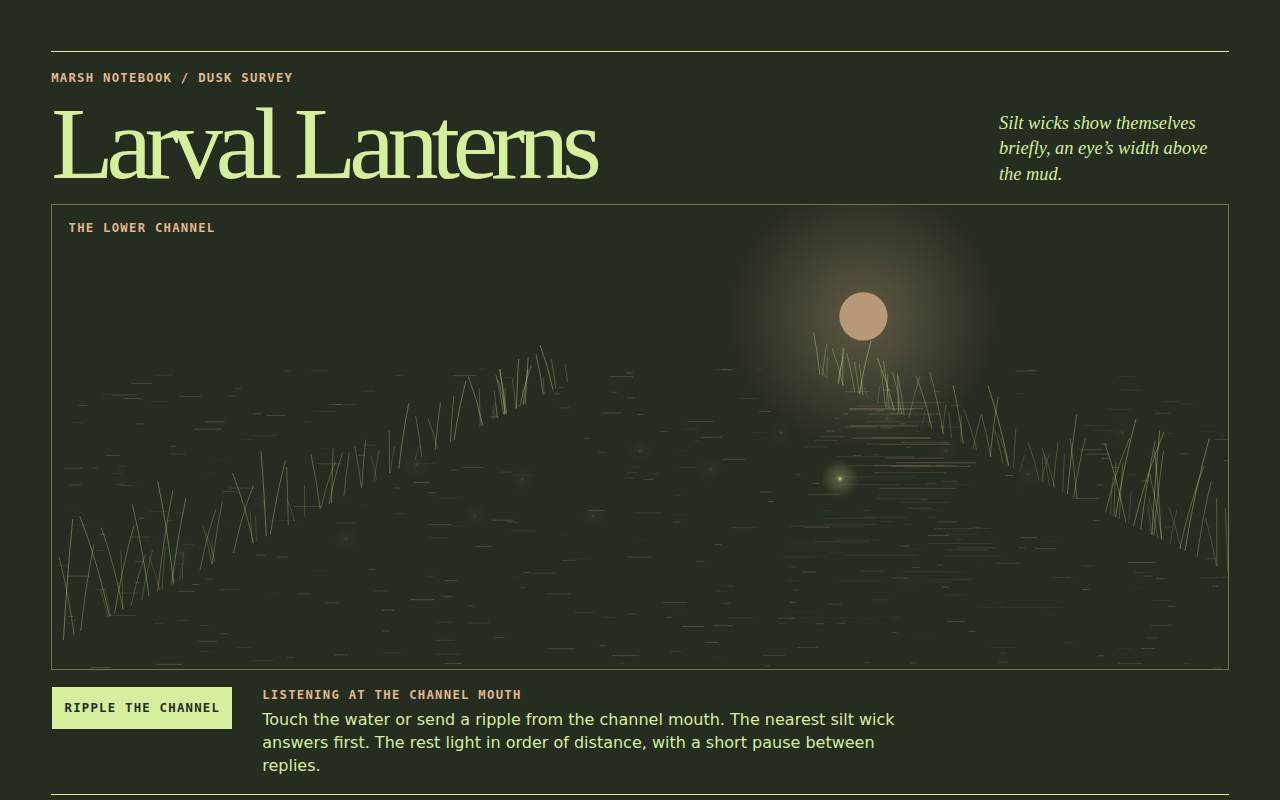 MARSH NOTEBOOK / DUSK SURVEY
Larval Lanterns
Silt wicks show themselves
briefly, an eye’s width above
the mud.
THE LOWER CHANNEL
RIPPLE THE CHANNEL
LISTENING AT THE CHANNEL MOUTH
Touch the water or send a ripple from the channel mouth. The nearest silt wick
answers first. The rest light in order of distance, with a short pause between
replies.